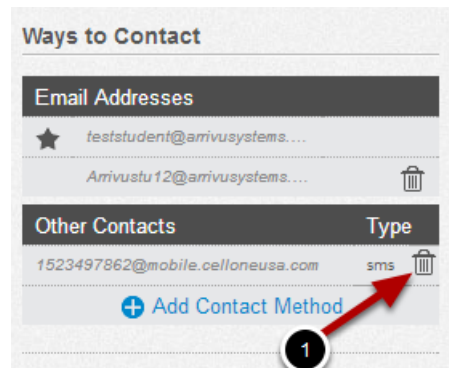 Ways to Contact
Email Addresses
teststudent@arrivusystems....
Arrivustu12@arrivusystems....
Other Contacts Type
1523497862@mobile.celloneusa.com sms
Add Contact Method
1